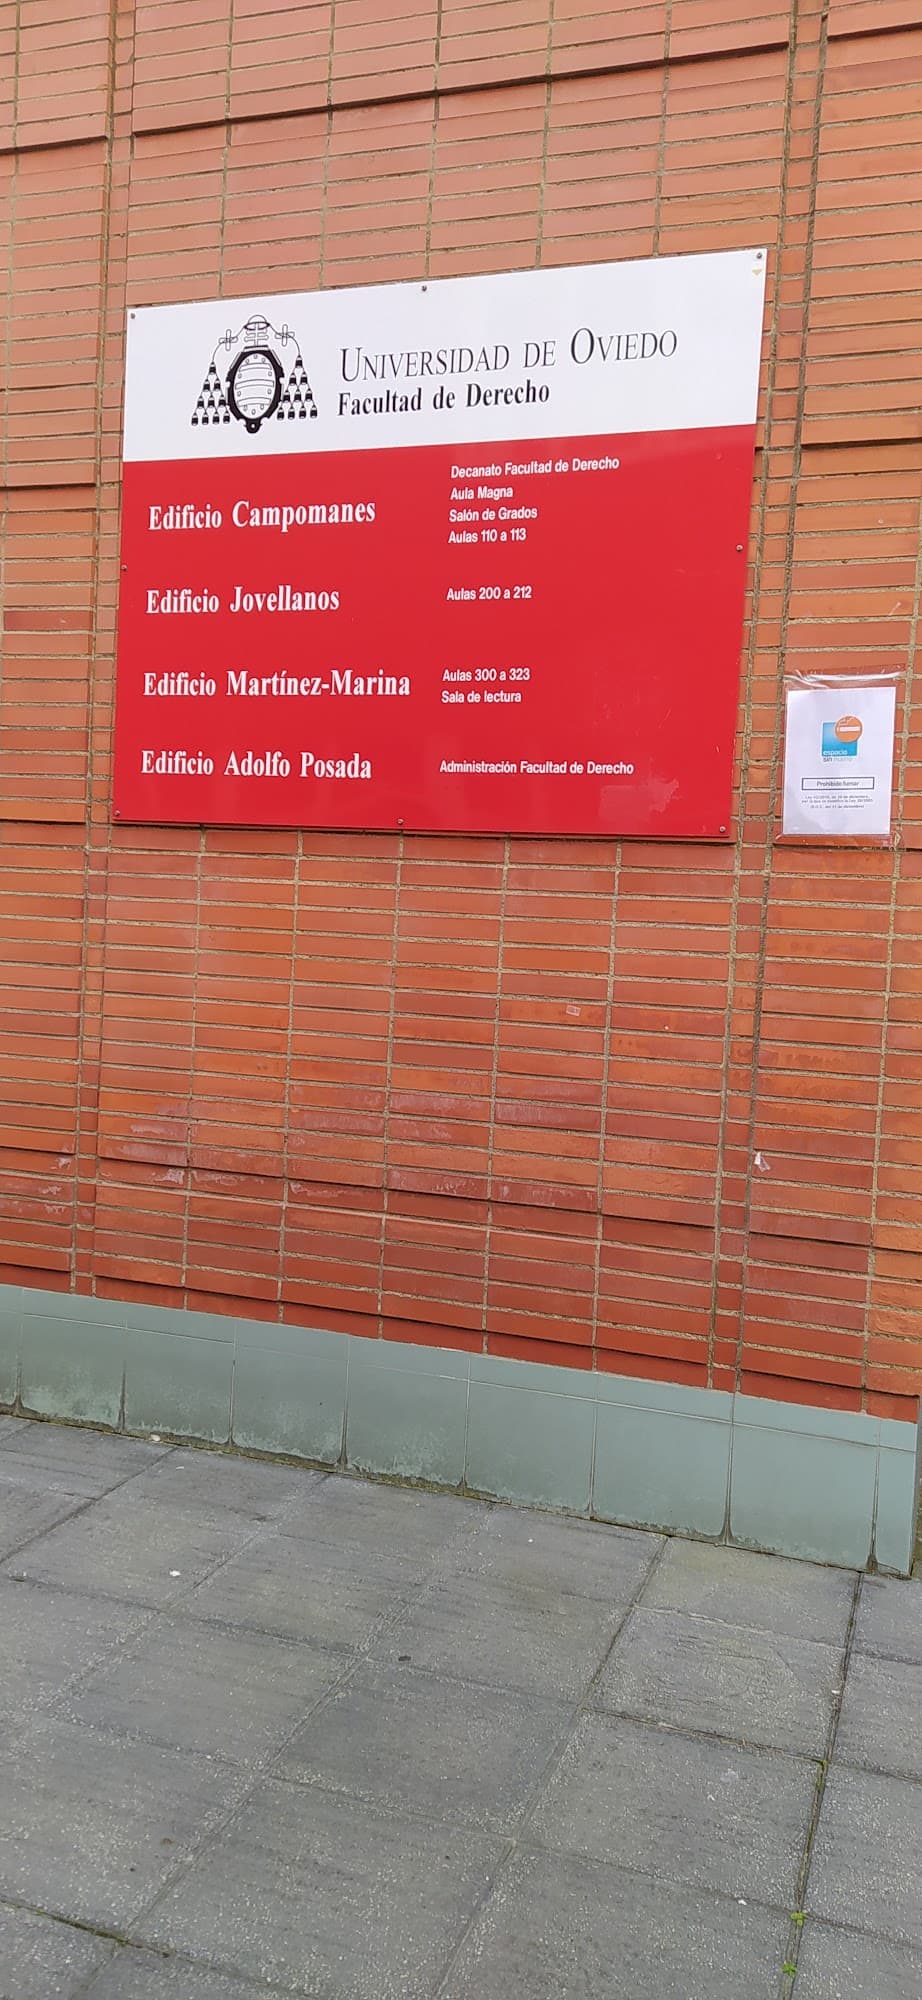 UNIVERSIDAD DE OVIEDO
Facultad de Derecho
Edificio Campomanes
Decanato Facultad de Derecho
Aula Magna
Salón de Grados
Aulas 110 a 113
Edificio Jovellanos
Aulas 200 a 212
Edificio Martínez-Marina
Aulas 300 a 323
Sala de lectura
Edificio Adolfo Posada
Administración Facultad de Derecho
espacio
sin humo
Prohibido fumar